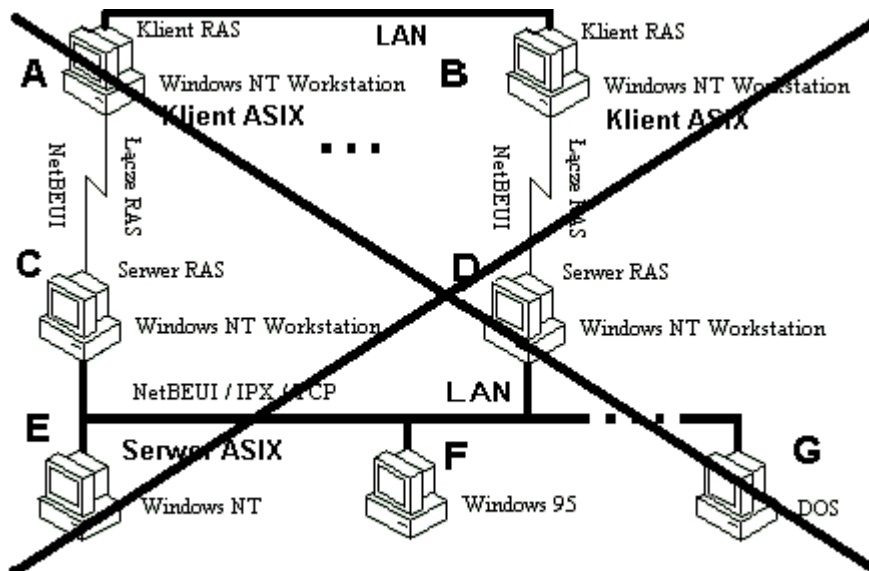 Klient RAS
LAN
Klient RAS
A
Windows NT Workstation
B
Windows NT Workstation
Klient ASIX
Klient ASIX
...
NetBEUI
Łącze RAS
NetBEUI
Łącze RAS
C
Serwer RAS
D
Serwer RAS
Windows NT Workstation
Windows NT Workstation
NetBEUI / IPX / TCP
LAN
...
E
Serwer ASIX
F
G
Windows NT
Windows 95
DOS